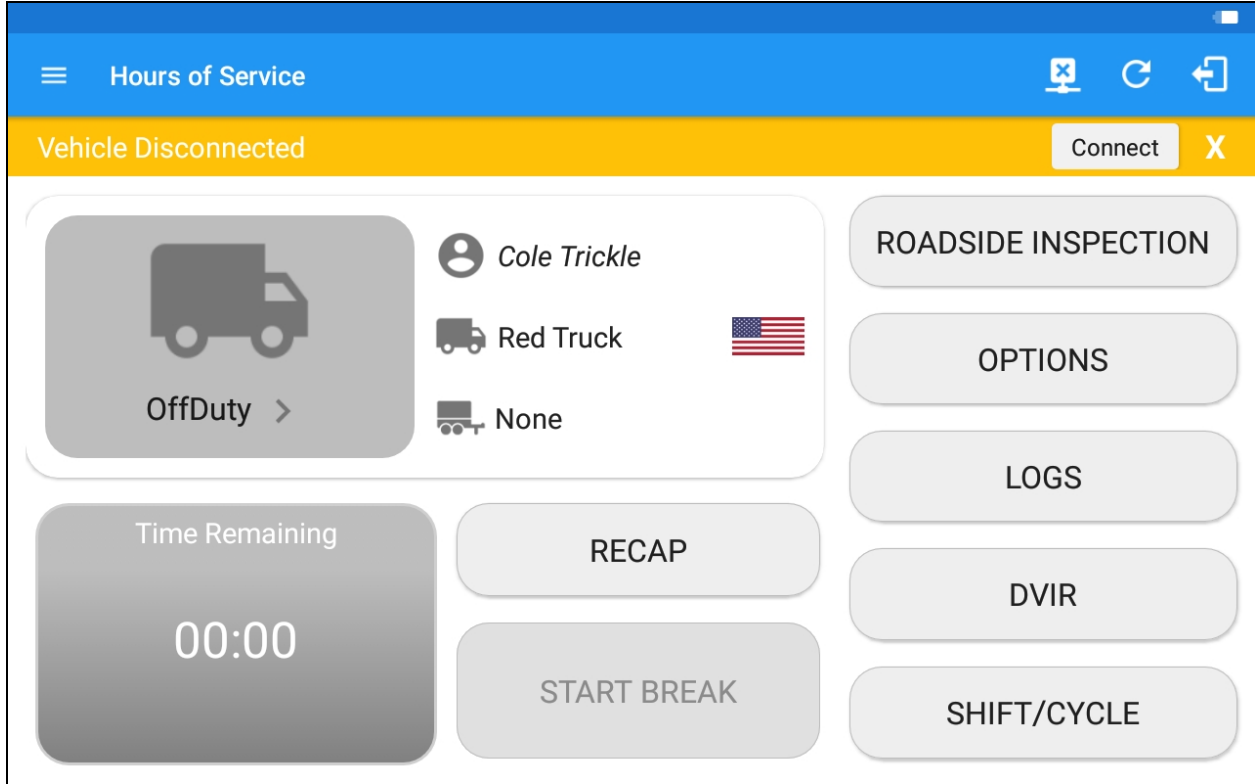 Hours of Service
Vehicle Disconnected
Connect X
Cole Trickle
Red Truck
None
OffDuty >
Time Remaining
00:00
RECAP
START BREAK
ROADSIDE INSPECTION
OPTIONS
LOGS
DVIR
SHIFT/CYCLE